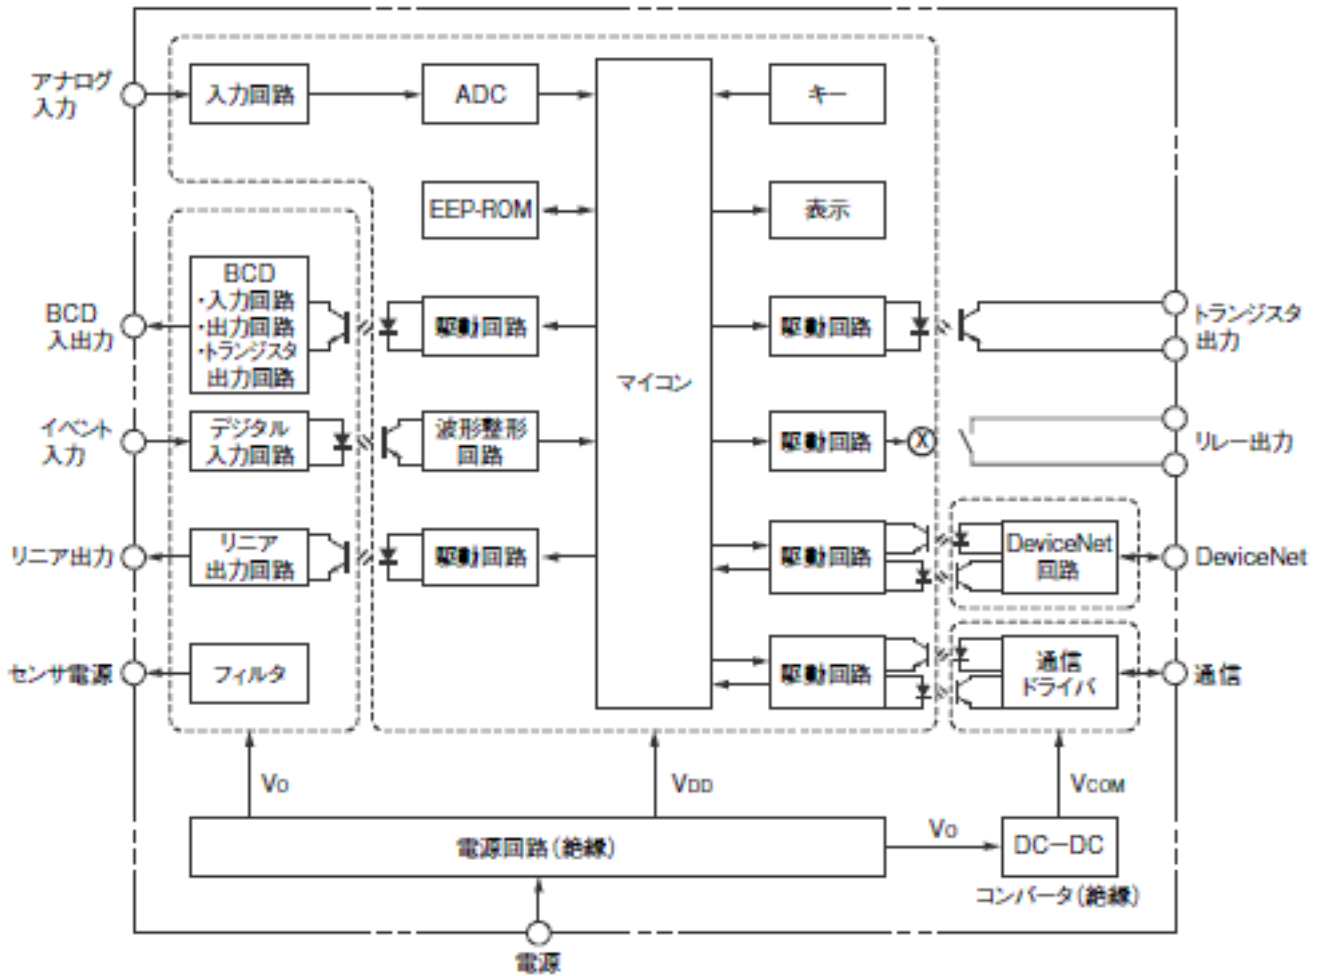 アナログ
入力
入力回路
ADC
キー
EEP-ROM
表示
マイコン
BCD
入出力
BCD
・入力回路
・出力回路
・トランジスタ
出力回路
駆動回路
駆動回路
トランジスタ
出力
イベント
入力
デジタル
入力回路
波形整形
回路
駆動回路
X
リレー出力
リニア出力
リニア
出力回路
駆動回路
駆動回路
DeviceNet
回路
DeviceNet
センサ電源
フィルタ
駆動回路
通信
ドライバ
通信
VO
VDD
VCOM
電源回路(絶縁)
VO
DC−DC
コンバータ(絶縁)
電源